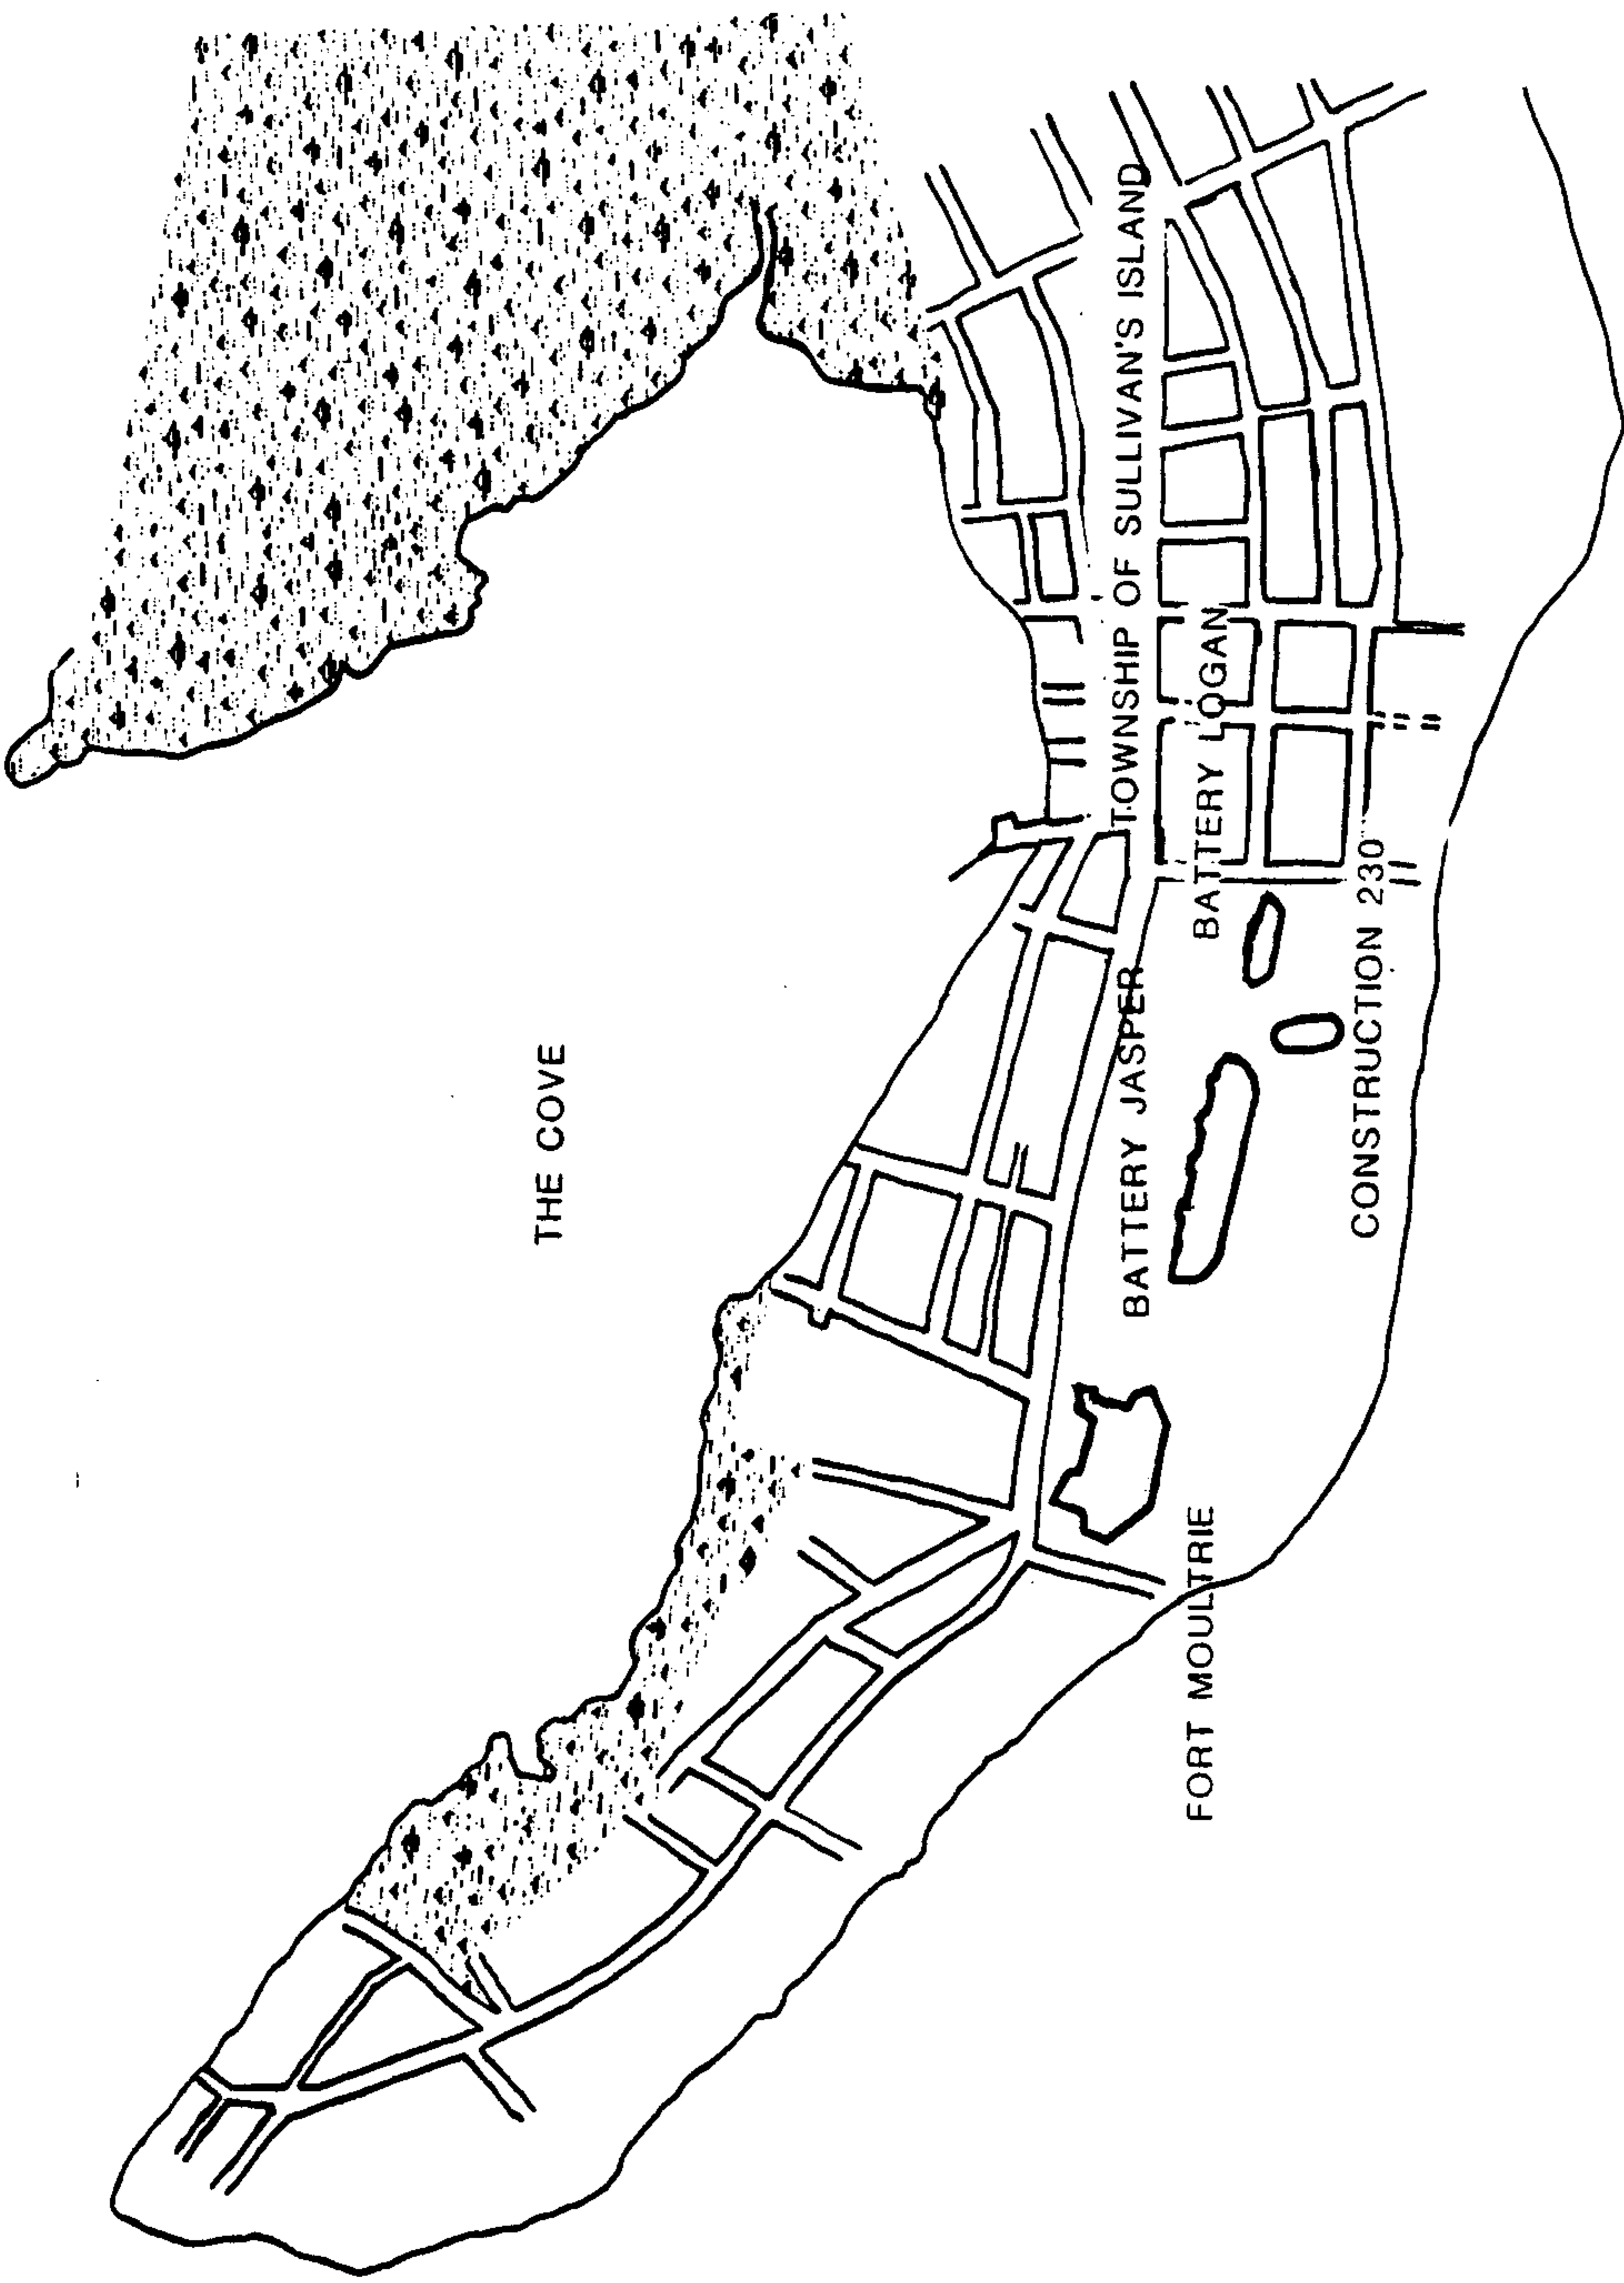 THE COVE
TOWNSHIP OF SULLIVAN'S ISLAND
BATTERY JASPER
BATTERY LOGAN
FORT MOULTRIE
CONSTRUCTION 230